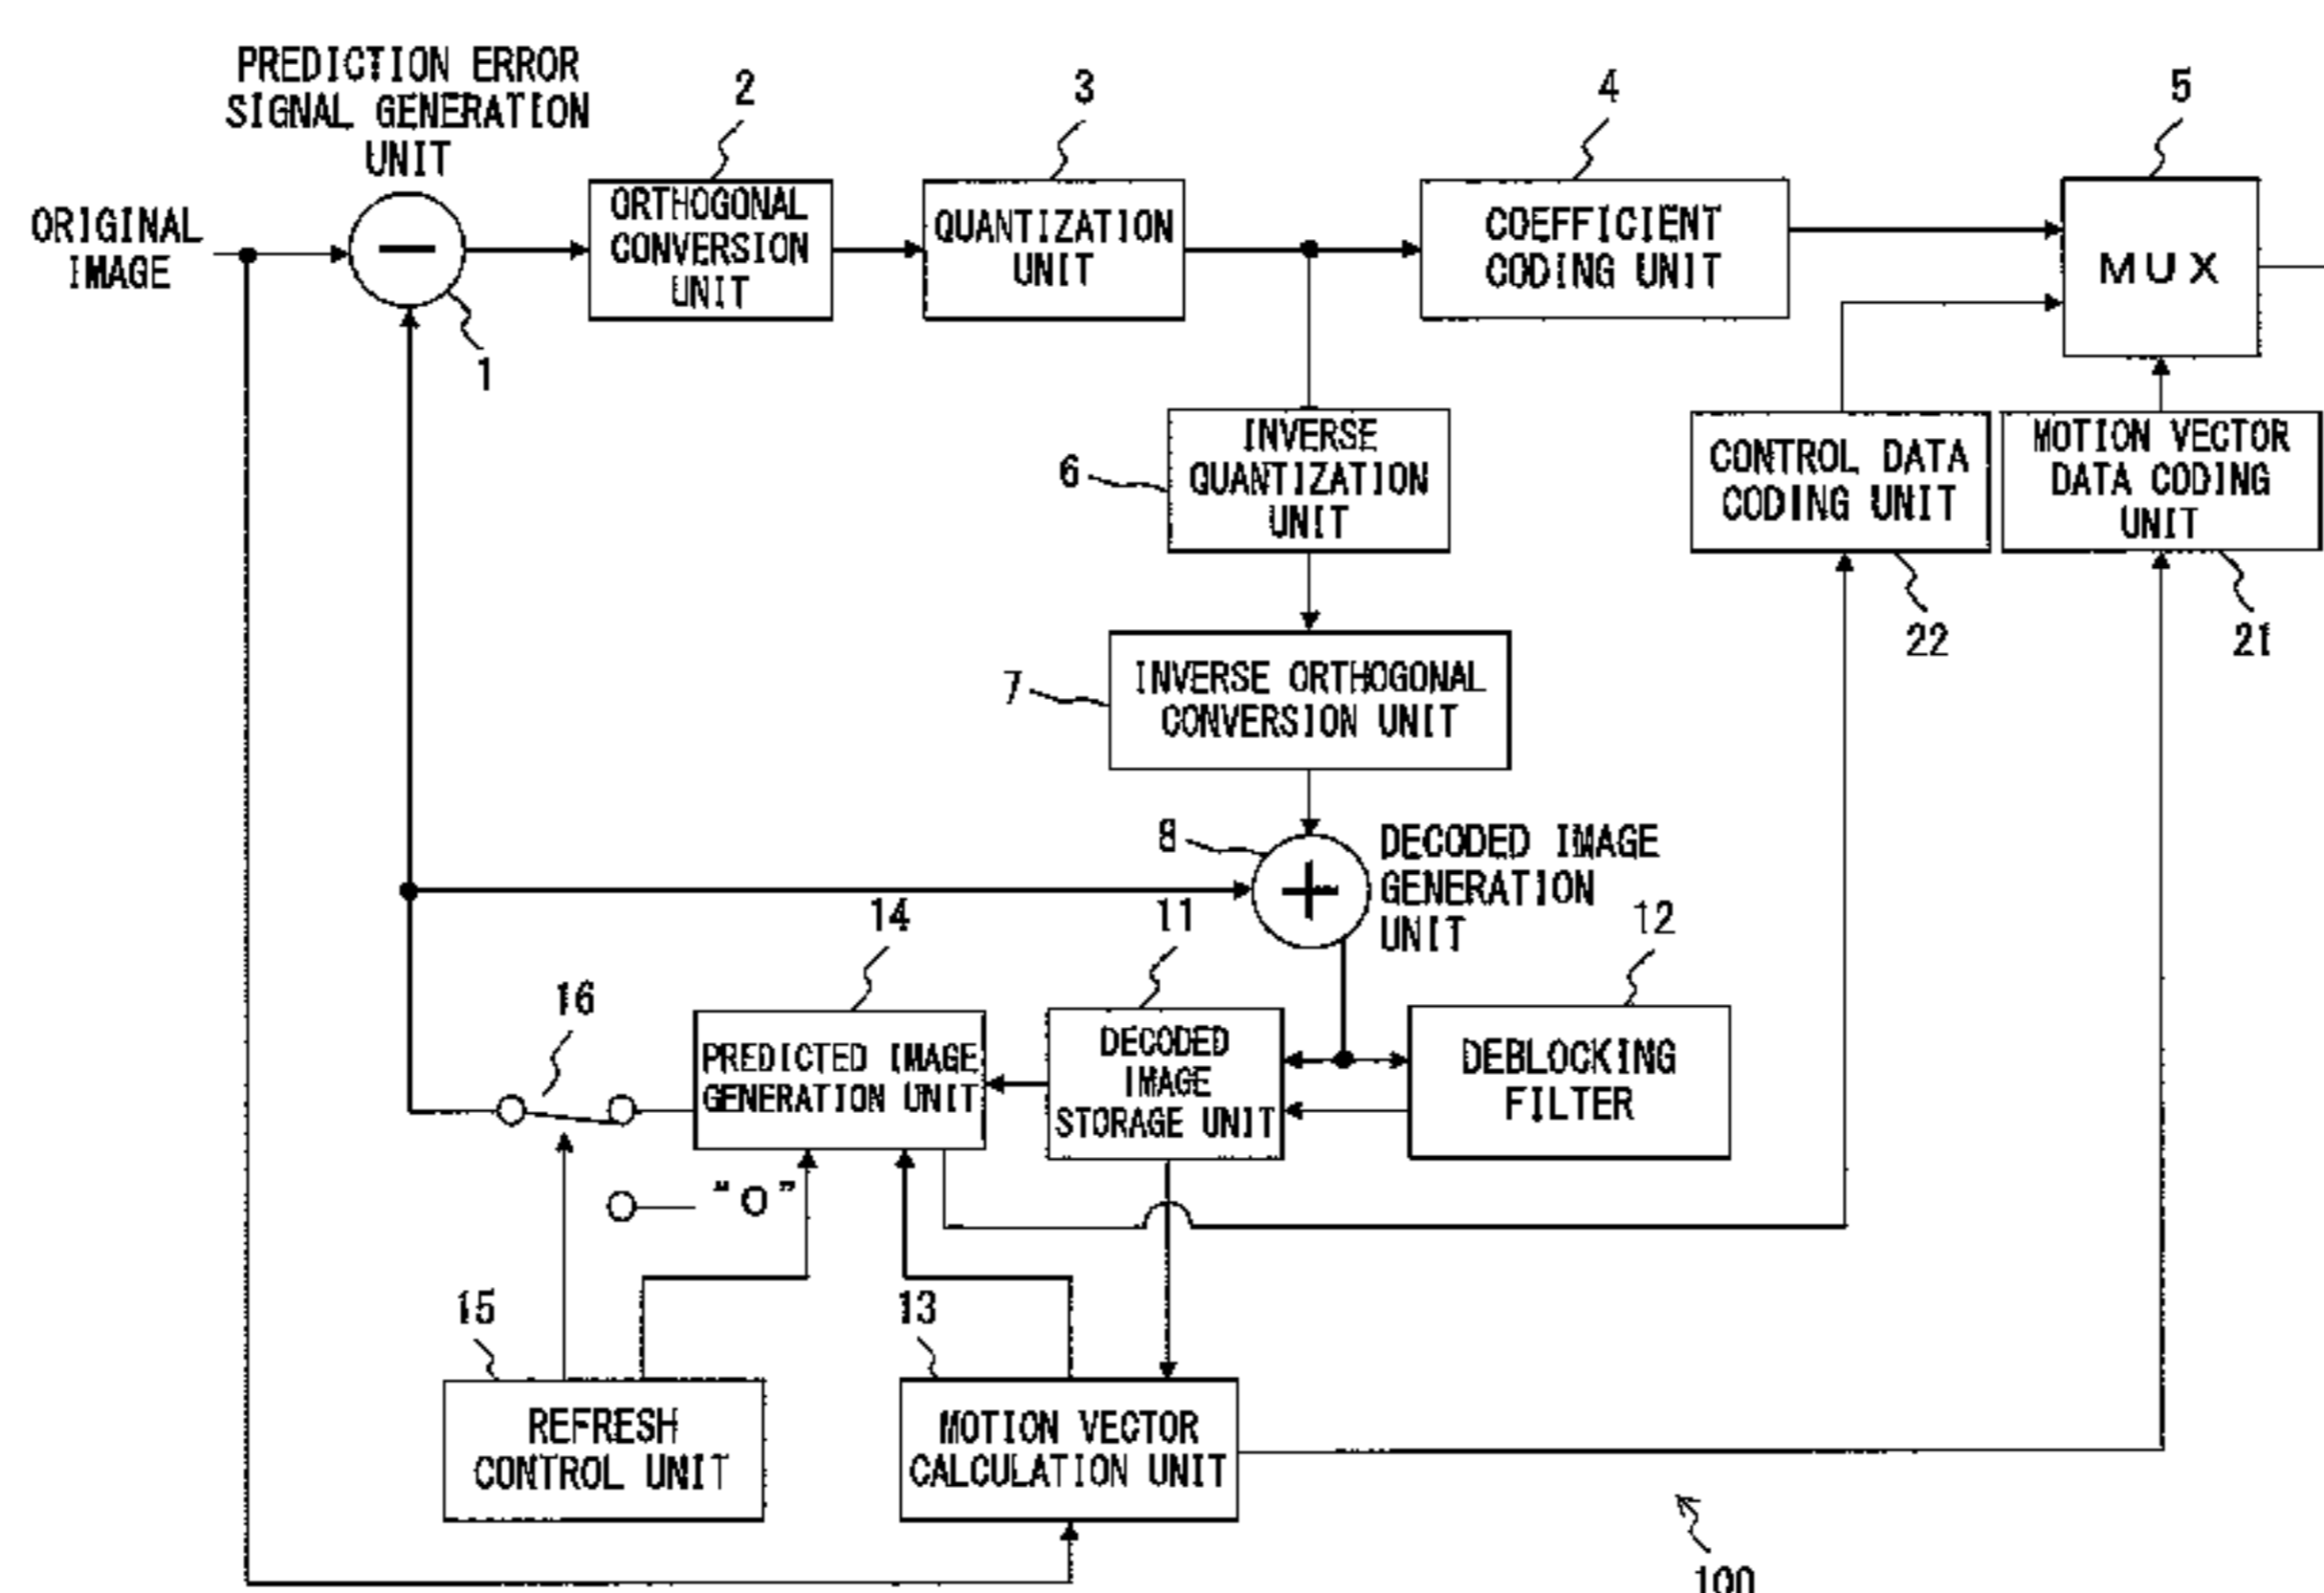 PREDICTION ERROR
SIGNAL GENERATION
UNIT
2
3
4
5
ORIGINAL
IMAGE
ORTHOGONAL
CONVERSION
UNIT
QUANTIZATION
UNIT
COEFFICIENT
CODING UNIT
MUX
1
6
INVERSE
QUANTIZATION
UNIT
CONTROL DATA
CODING UNIT
MOTION VECTOR
DATA CODING
UNIT
22
21
7
INVERSE ORTHOGONAL
CONVERSION UNIT
8
DECODED IMAGE
GENERATION
UNIT
14
11
12
16
PREDICTED IMAGE
GENERATION UNIT
DECODED
IMAGE
STORAGE UNIT
DEBLOCKING
FILTER
"0"
15
13
REFRESH
CONTROL UNIT
MOTION VECTOR
CALCULATION UNIT
100